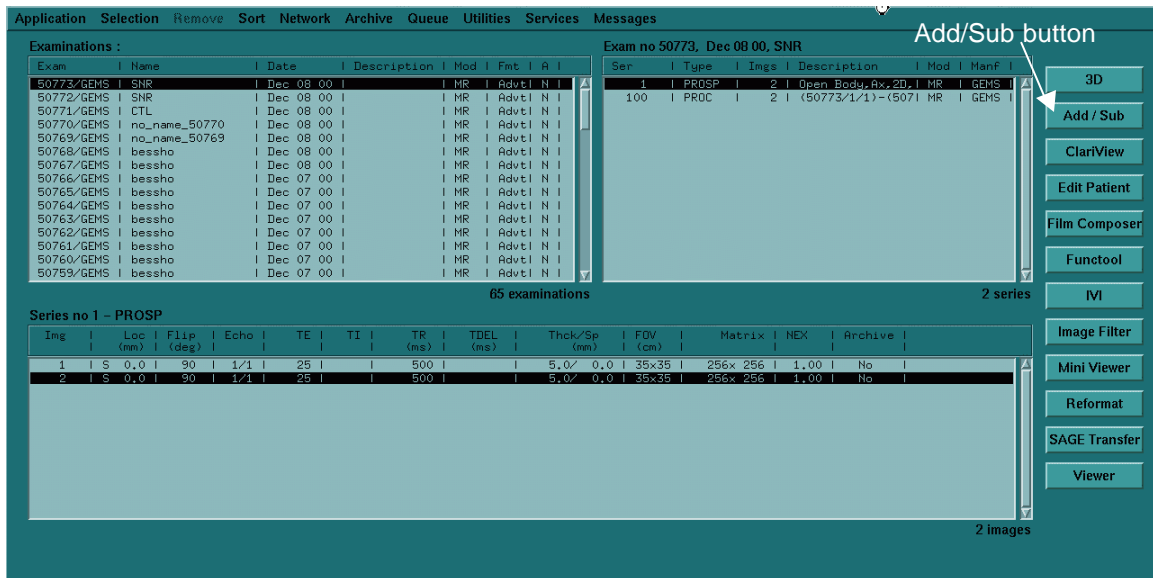 Application Selection Remove Sort Network Archive Queue Utilities Services Messages
Add/Sub button
Examinations :
Exam | Name | Date | Description | Mod | Fmt | A |
50773/GEMS | SNR | Dec 08 00 | | MR | Advt| N |
50772/GEMS | SNR | Dec 08 00 | | MR | Advt| N |
50771/GEMS | CTL | Dec 08 00 | | MR | Advt| N |
50770/GEMS | no_name_50770 | Dec 08 00 | | MR | Advt| N |
50769/GEMS | no_name_50769 | Dec 08 00 | | MR | Advt| N |
50768/GEMS | bessho | Dec 08 00 | | MR | Advt| N |
50767/GEMS | bessho | Dec 08 00 | | MR | Advt| N |
50766/GEMS | bessho | Dec 07 00 | | MR | Advt| N |
50765/GEMS | bessho | Dec 07 00 | | MR | Advt| N |
50764/GEMS | bessho | Dec 07 00 | | MR | Advt| N |
50763/GEMS | bessho | Dec 07 00 | | MR | Advt| N |
50762/GEMS | bessho | Dec 07 00 | | MR | Advt| N |
50761/GEMS | bessho | Dec 07 00 | | MR | Advt| N |
50760/GEMS | bessho | Dec 07 00 | | MR | Advt| N |
50759/GEMS | bessho | Dec 07 00 | | MR | Advt| N |
65 examinations
Exam no 50773, Dec 08 00, SNR
Ser | Type | Imgs | Description | Mod | Manf |
1 | PROSP | 2 | Open Body,Ax,2D,| MR | GEMS |
100 | PROC | 2 | (50773/1/1)-(507| MR | GEMS |
2 series
Series no 1 - PROSP
Img | Loc | Flip | Echo | TE | TI | TR | TDEL | Thck/Sp | FOV | Matrix | NEX | Archive |
| (mm) | (deg) | | | | (ms) | (ms) | (mm) | (cm) | | | |
1 | S 0.0 | 90 | 1/1 | 25 | | 500 | | 5.0/ 0.0 | 35x35 | 256x 256 | 1.00 | No |
2 | S 0.0 | 90 | 1/1 | 25 | | 500 | | 5.0/ 0.0 | 35x35 | 256x 256 | 1.00 | No |
2 images
3D
Add / Sub
ClariView
Edit Patient
Film Composer
Functool
IVI
Image Filter
Mini Viewer
Reformat
SAGE Transfer
Viewer